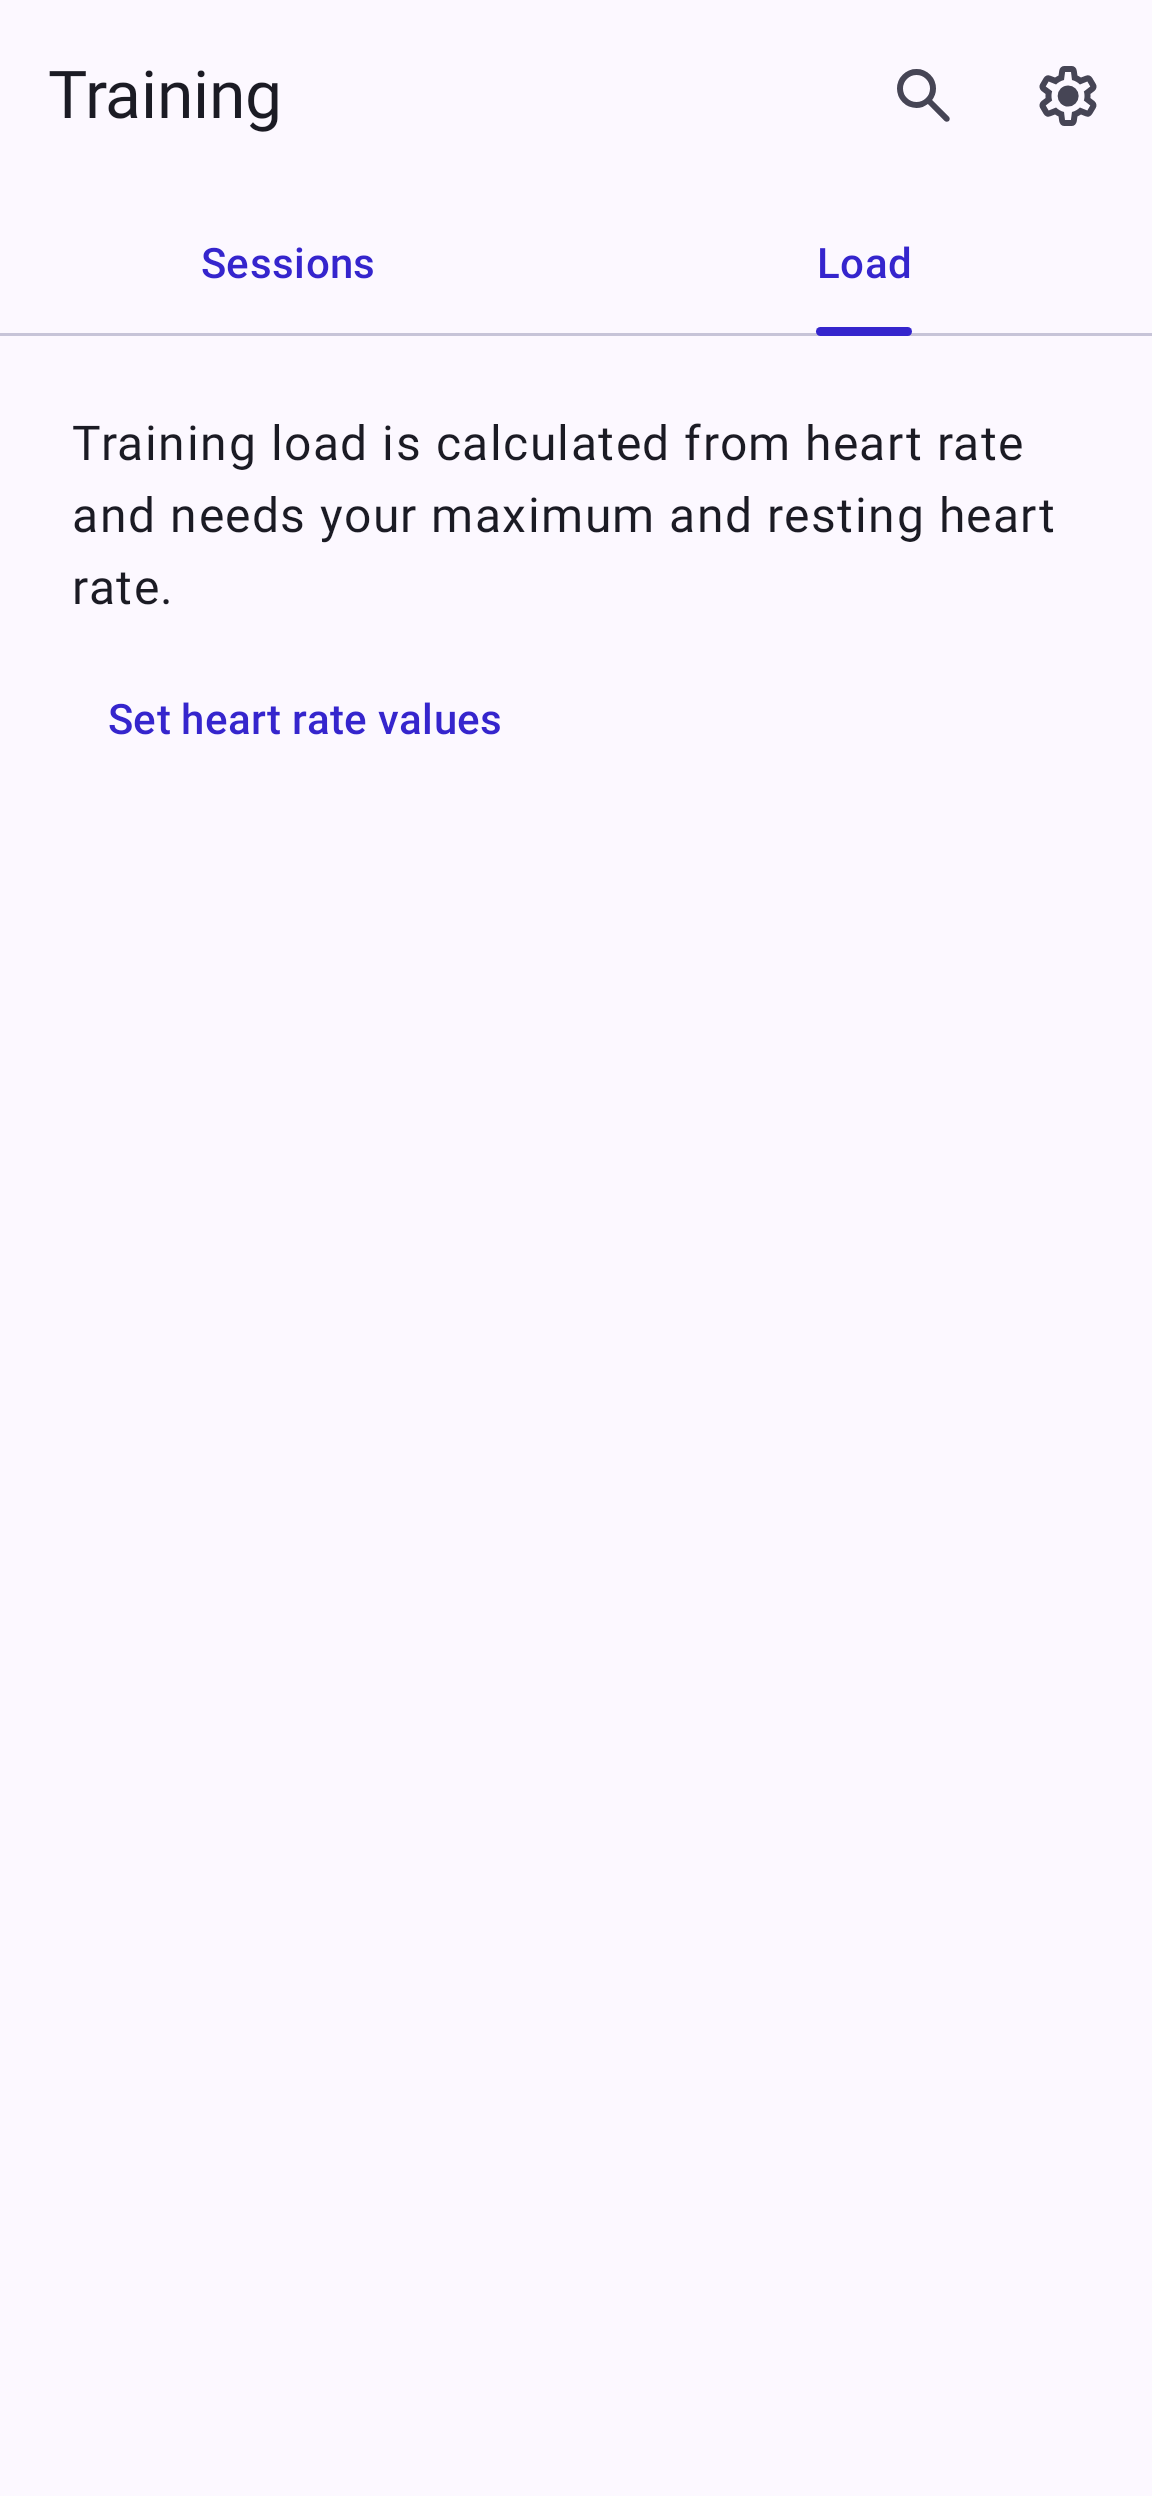 Training
Sessions
Load
Training load is calculated from heart rate
and needs your maximum and resting heart
rate.
Set heart rate values